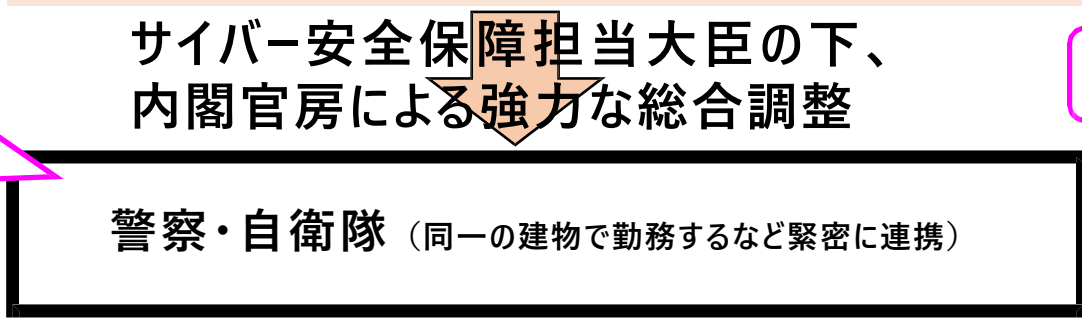 サイバー安全保障担当大臣の下、
内閣官房による強力な総合調整
警察・自衛隊（同一の建物で勤務するなど緊密に連携）